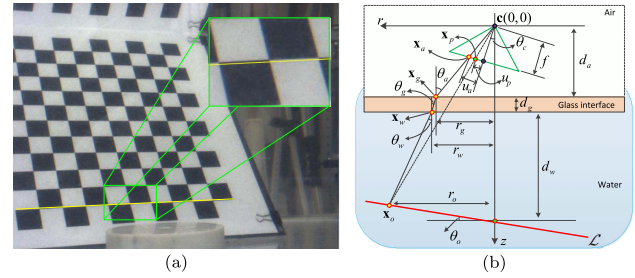 c(0,0)
Air
r
x_p
x_a
θ_c
f
d_a
x_g
θ_a
u_a
u_p
θ_g
Glass interface
d_g
x_w
r_g
θ_w
r_w
d_w
r_o
Water
x_o
θ_o
z
ℒ
(a)
(b)